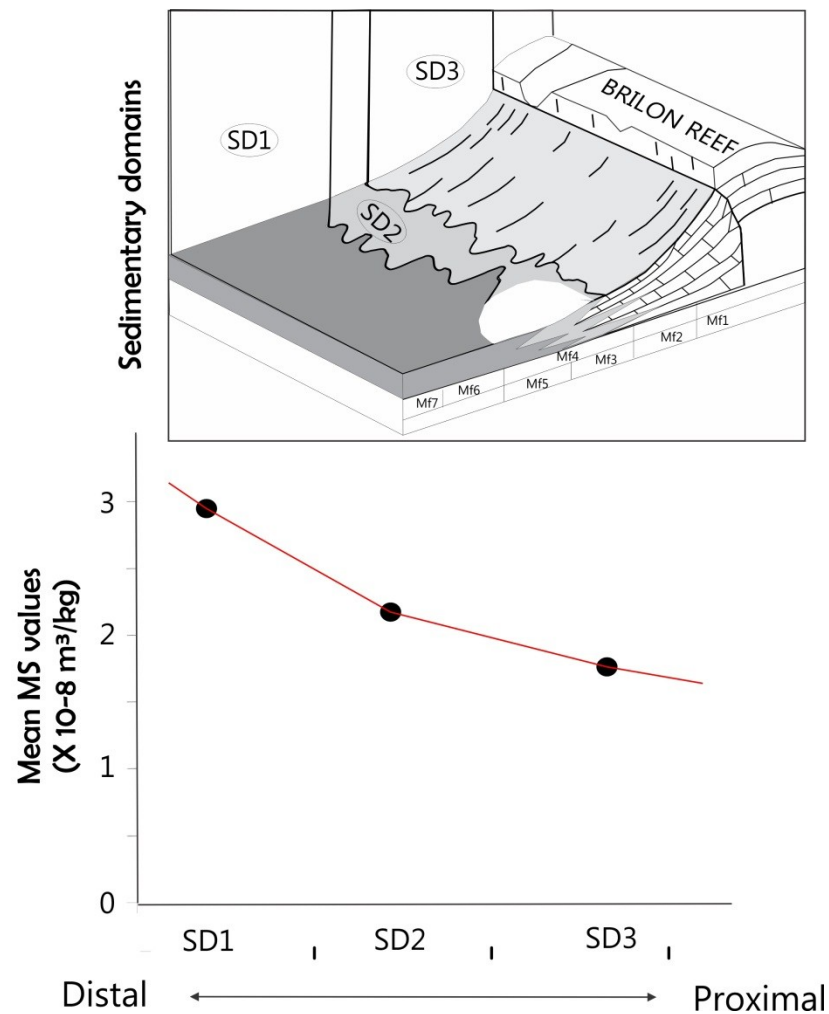 Sedimentary domains
SD1
SD3
SD2
BRILON REEF
Mf1
Mf2
Mf3
Mf4
Mf5
Mf6
Mf7
Mean MS values
(X 10-8 m³/kg)
3
2
1
0
SD1 SD2 SD3
Distal Proximal